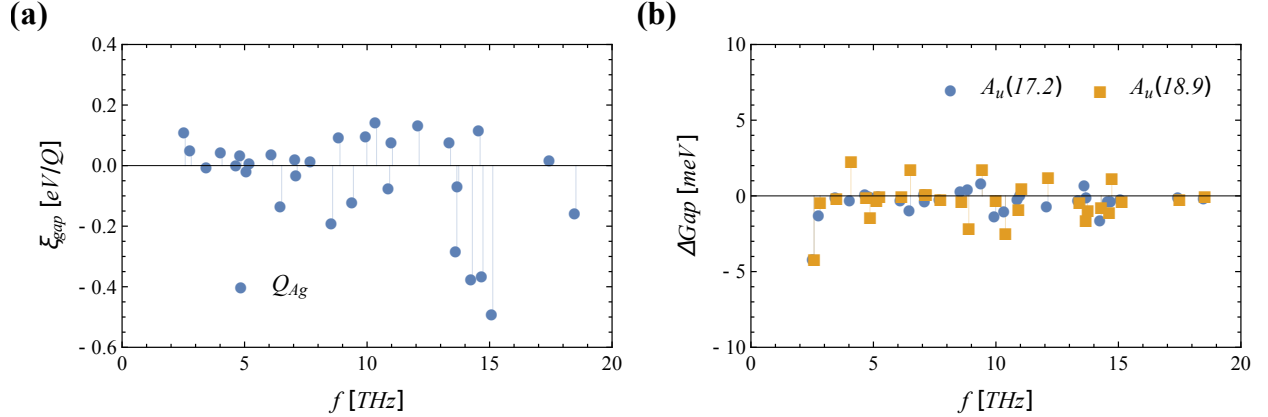 (a)
0.4
0.2
0.0
- 0.2
- 0.4
- 0.6
ξgap [eV/Q]
QAg
0 5 10 15 20
f [THz]
(b)
10
5
0
- 5
- 10
ΔGap [meV]
Au(17.2) Au(18.9)
0 5 10 15 20
f [THz]